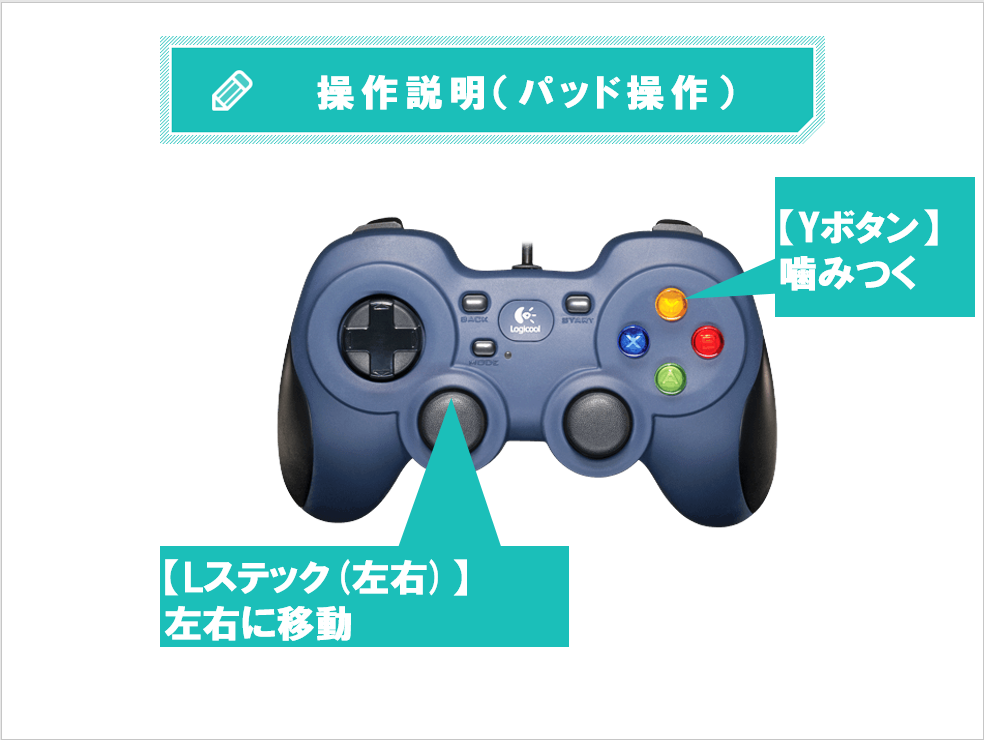 操作説明(パッド操作)
【Yボタン】
噛みつく
BACK
Logicool
START
MODE
X
A
【Lステック(左右)】
左右に移動